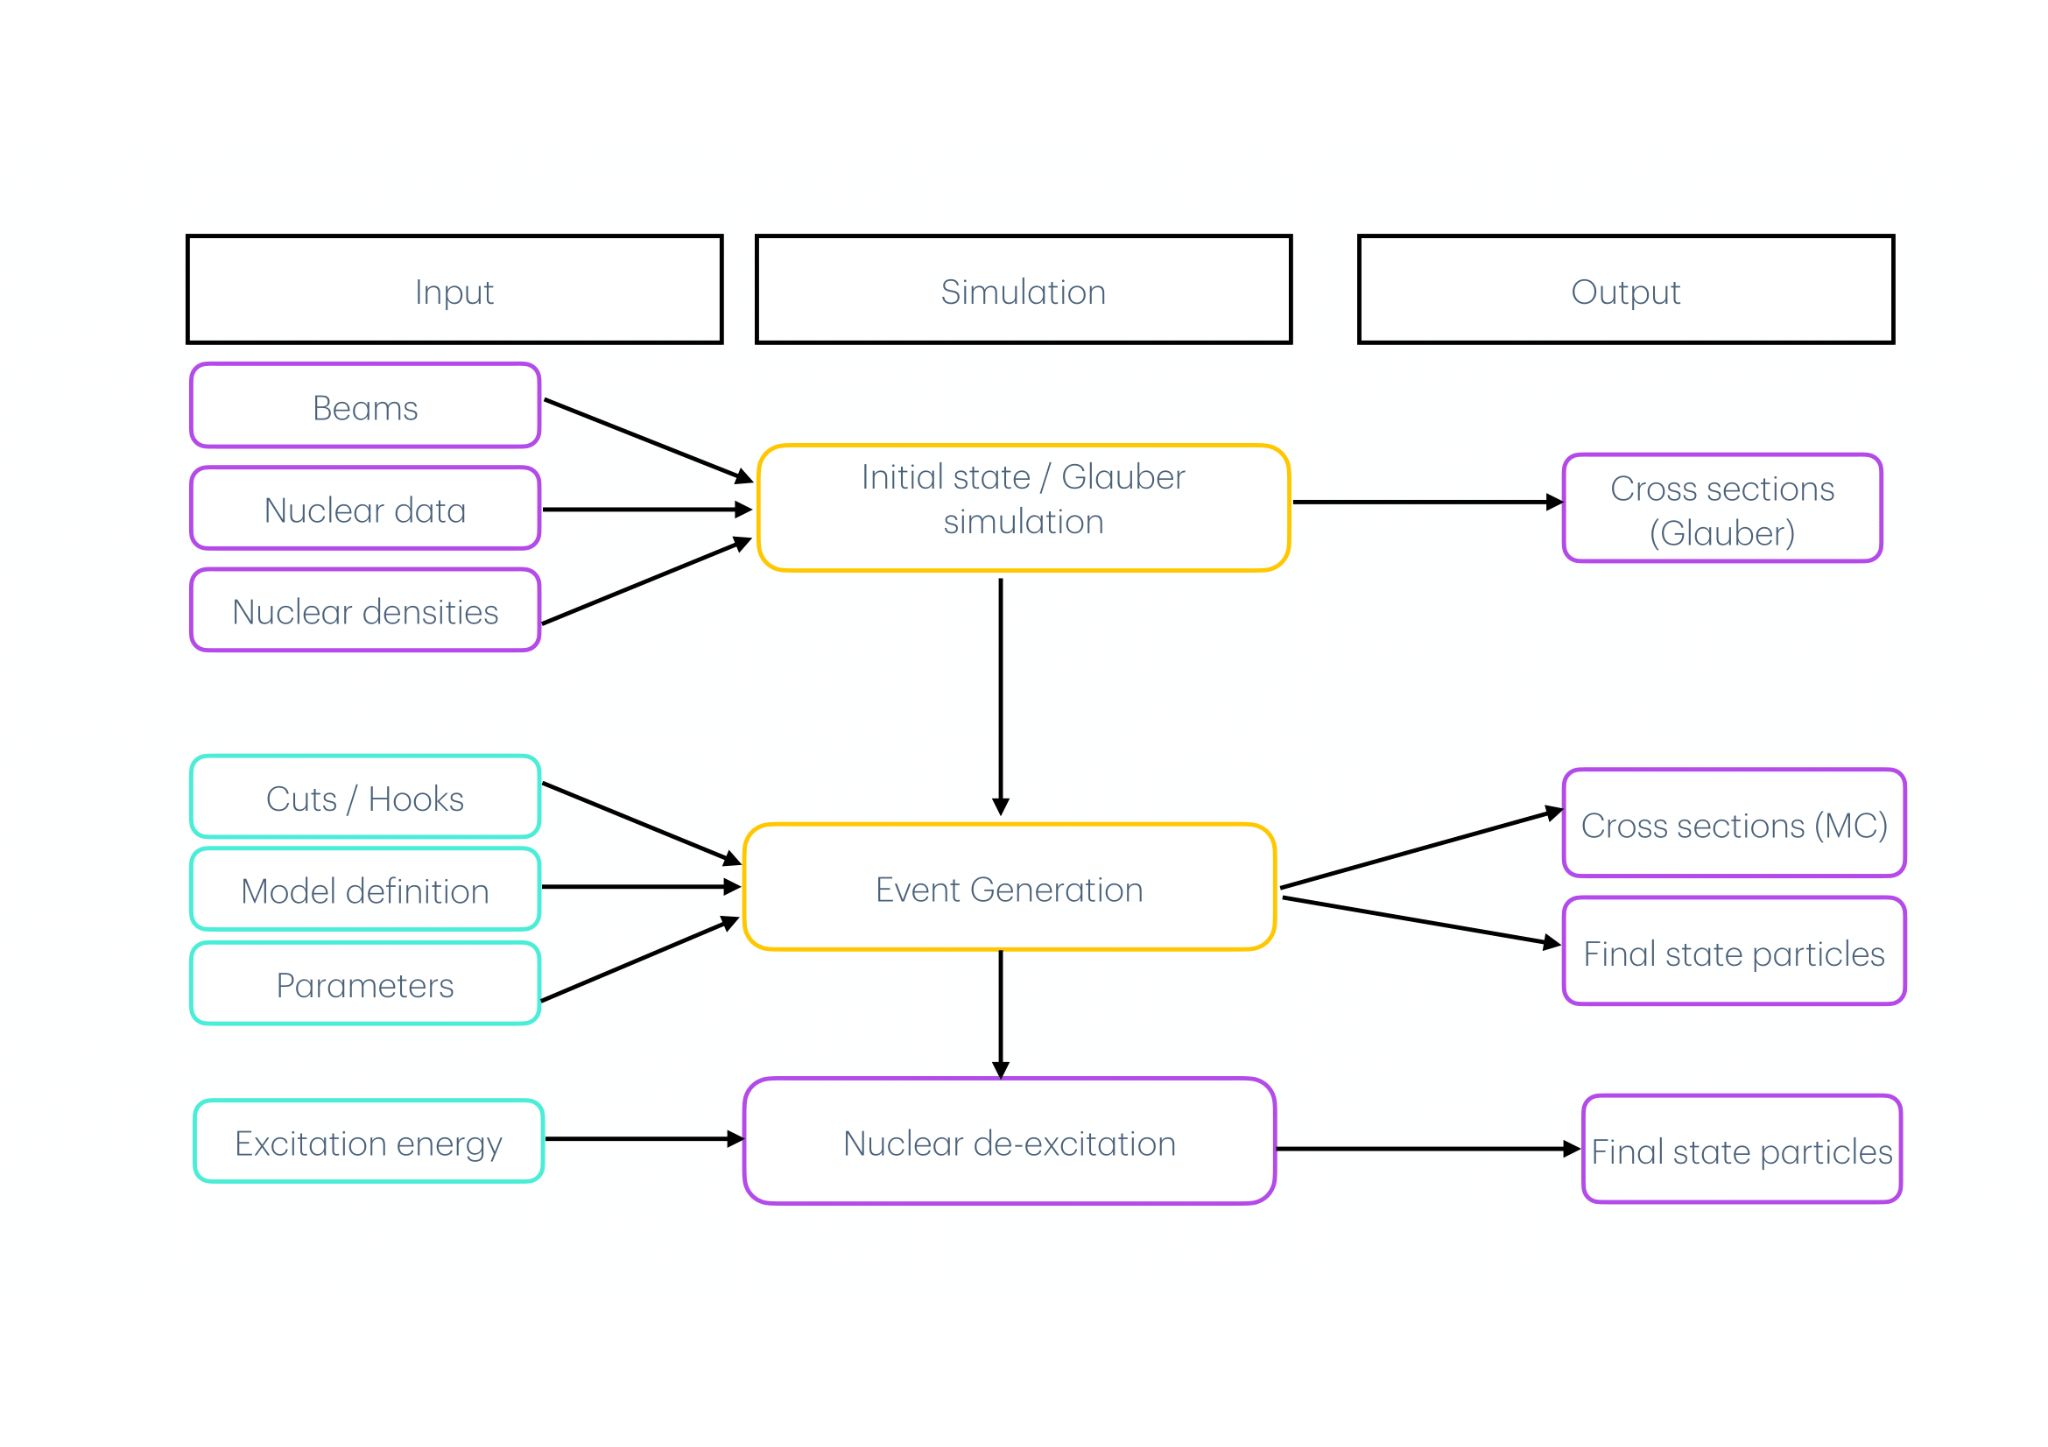 Input
Simulation
Output
Beams
Nuclear data
Nuclear densities
Initial state / Glauber
simulation
Cross sections
(Glauber)
Cuts / Hooks
Model definition
Parameters
Event Generation
Cross sections (MC)
Final state particles
Excitation energy
Nuclear de-excitation
Final state particles